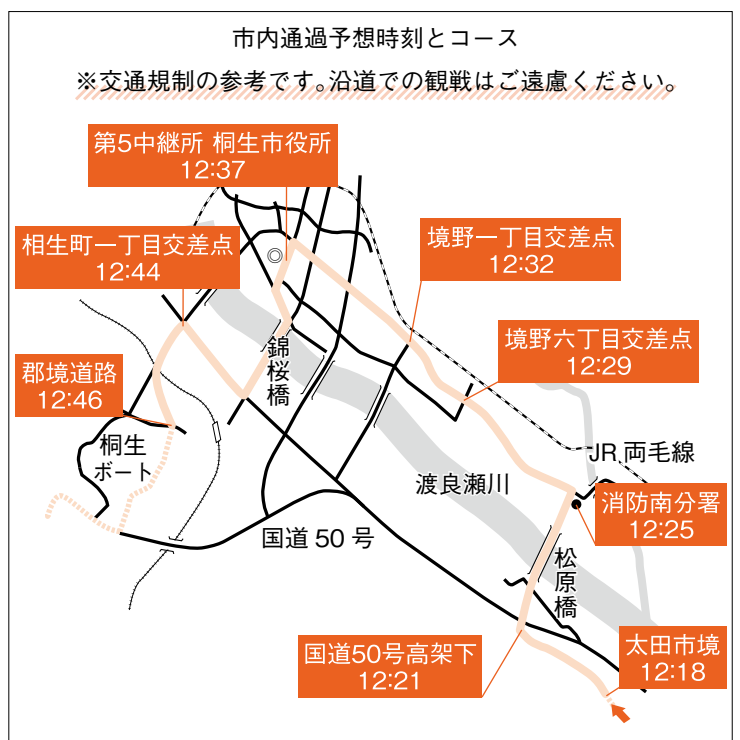 市内通過予想時刻とコース
※交通規制の参考です。沿道での観戦はご遠慮ください。
第5中継所 桐生市役所
12:37
相生町一丁目交差点
12:44
境野一丁目交差点
12:32
境野六丁目交差点
12:29
郡境道路
12:46
錦桜橋
桐生
ボート
JR 両毛線
渡良瀬川
消防南分署
12:25
国道 50 号
松原橋
国道50号高架下
12:21
太田市境
12:18